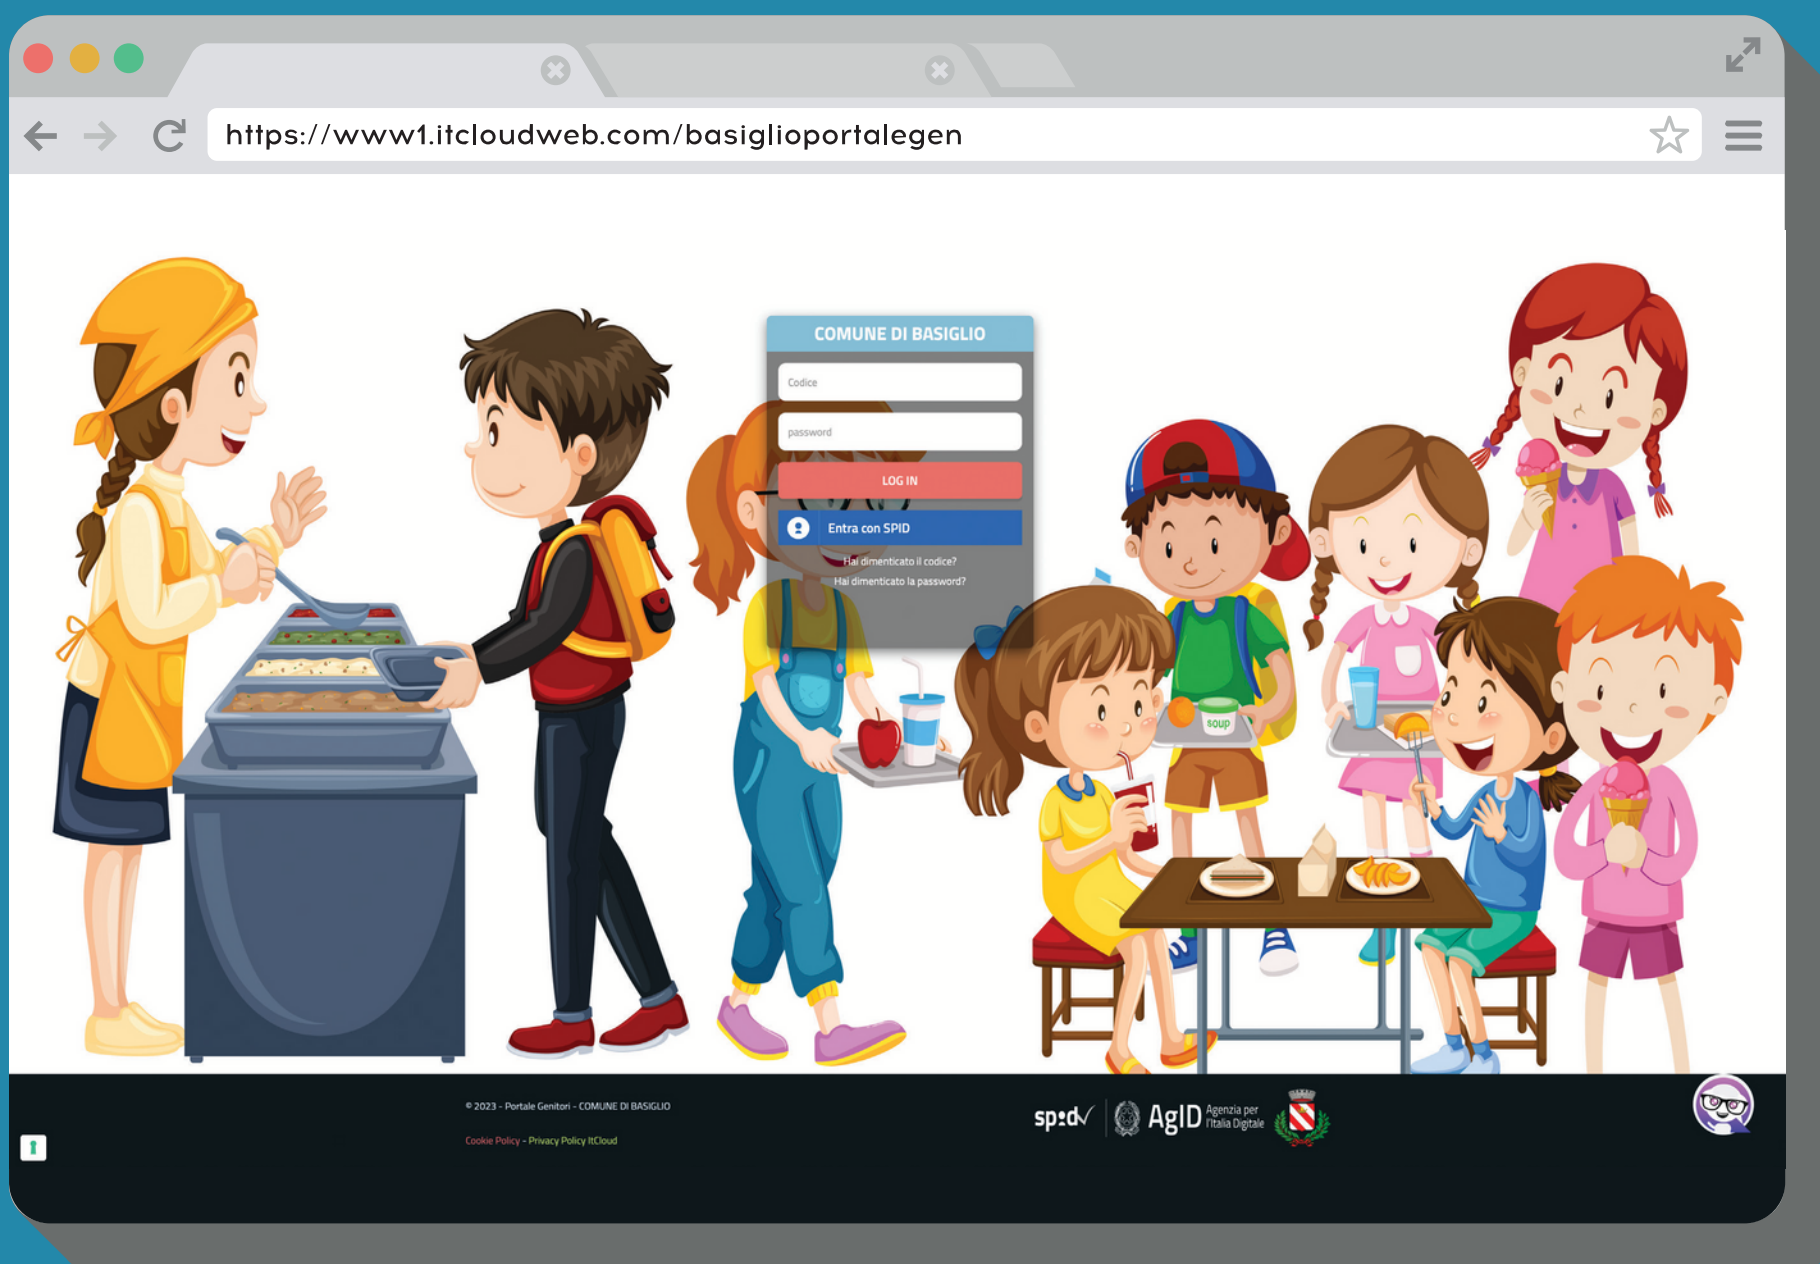 https://www1.itcloudweb.com/basiglioportalegen
COMUNE DI BASIGLIO
Codice
password
LOG IN
Entra con SPID
Hai dimenticato il codice?
Hai dimenticato la password?
soup
© 2023 - Portale Genitori - COMUNE DI BASIGLIO
Cookie Policy - Privacy Policy ItCloud
sp:d
AgID Agenzia per
l'Italia Digitale